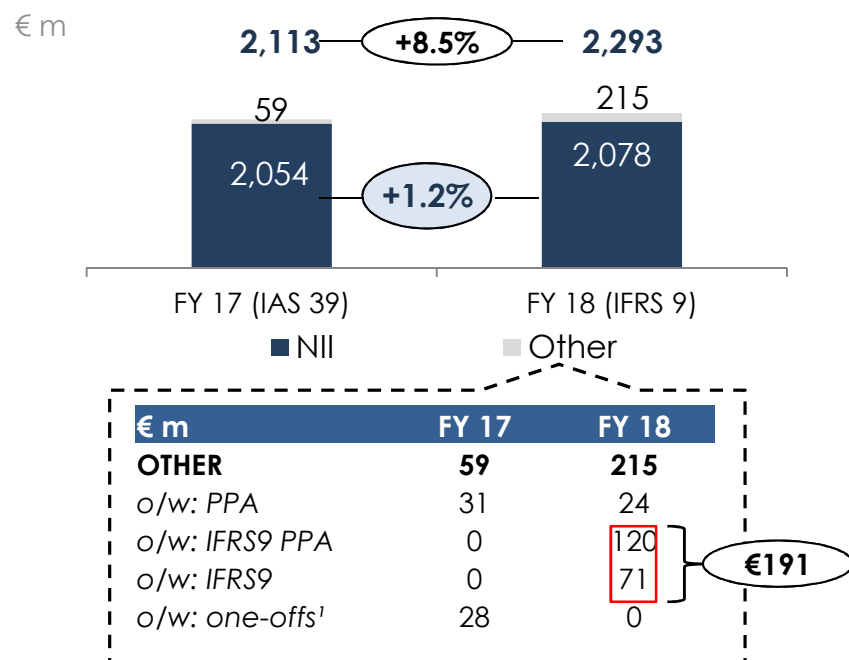 € m
2,113 +8.5% 2,293
59 215
2,054 2,078
+1.2%
FY 17 (IAS 39) FY 18 (IFRS 9)
NII Other
€ m FY 17 FY 18
OTHER 59 215
o/w: PPA 31 24
o/w: IFRS9 PPA 0 120
€191
o/w: IFRS9 0 71
o/w: one-offs¹ 28 0